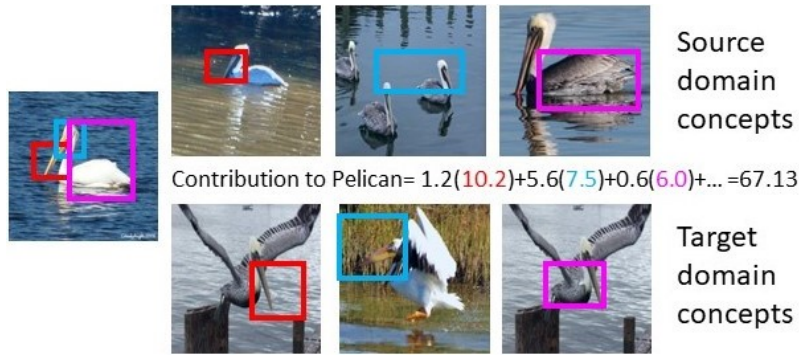 Source
domain
concepts
Contribution to Pelican= 1.2(10.2)+5.6(7.5)+0.6(6.0)+... =67.13
Target
domain
concepts